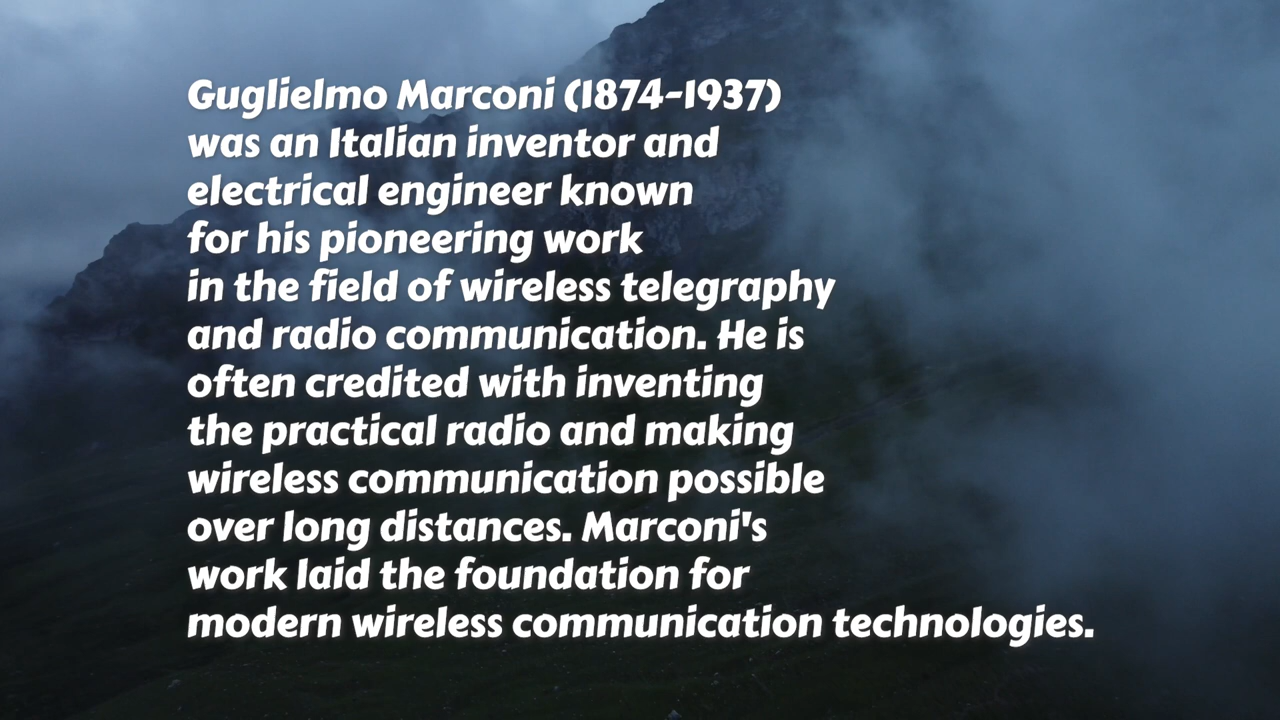 Guglielmo Marconi (1874-1937)
was an Italian inventor and
electrical engineer known
for his pioneering work
in the field of wireless telegraphy
and radio communication. He is
often credited with inventing
the practical radio and making
wireless communication possible
over long distances. Marconi's
work laid the foundation for
modern wireless communication technologies.